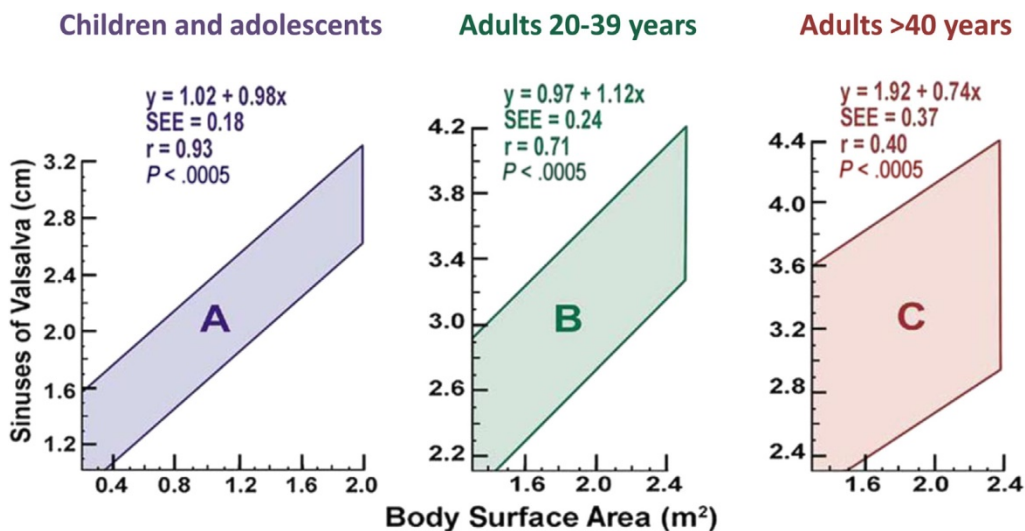 Children and adolescents
Adults 20-39 years
Adults >40 years
y = 1.02 + 0.98x
SEE = 0.18
r = 0.93
P < .0005
y = 0.97 + 1.12x
SEE = 0.24
r = 0.71
P < .0005
y = 1.92 + 0.74x
SEE = 0.37
r = 0.40
P < .0005
Sinuses of Valsalva (cm)
3.2
2.8
2.4
2.0
1.6
1.2
A
0.4
0.8
1.2
1.6
2.0
4.2
3.8
3.4
3.0
2.6
2.2
B
1.6
2.0
2.4
4.4
4.0
3.6
3.2
2.8
2.4
C
1.6
2.0
2.4
Body Surface Area (m²)